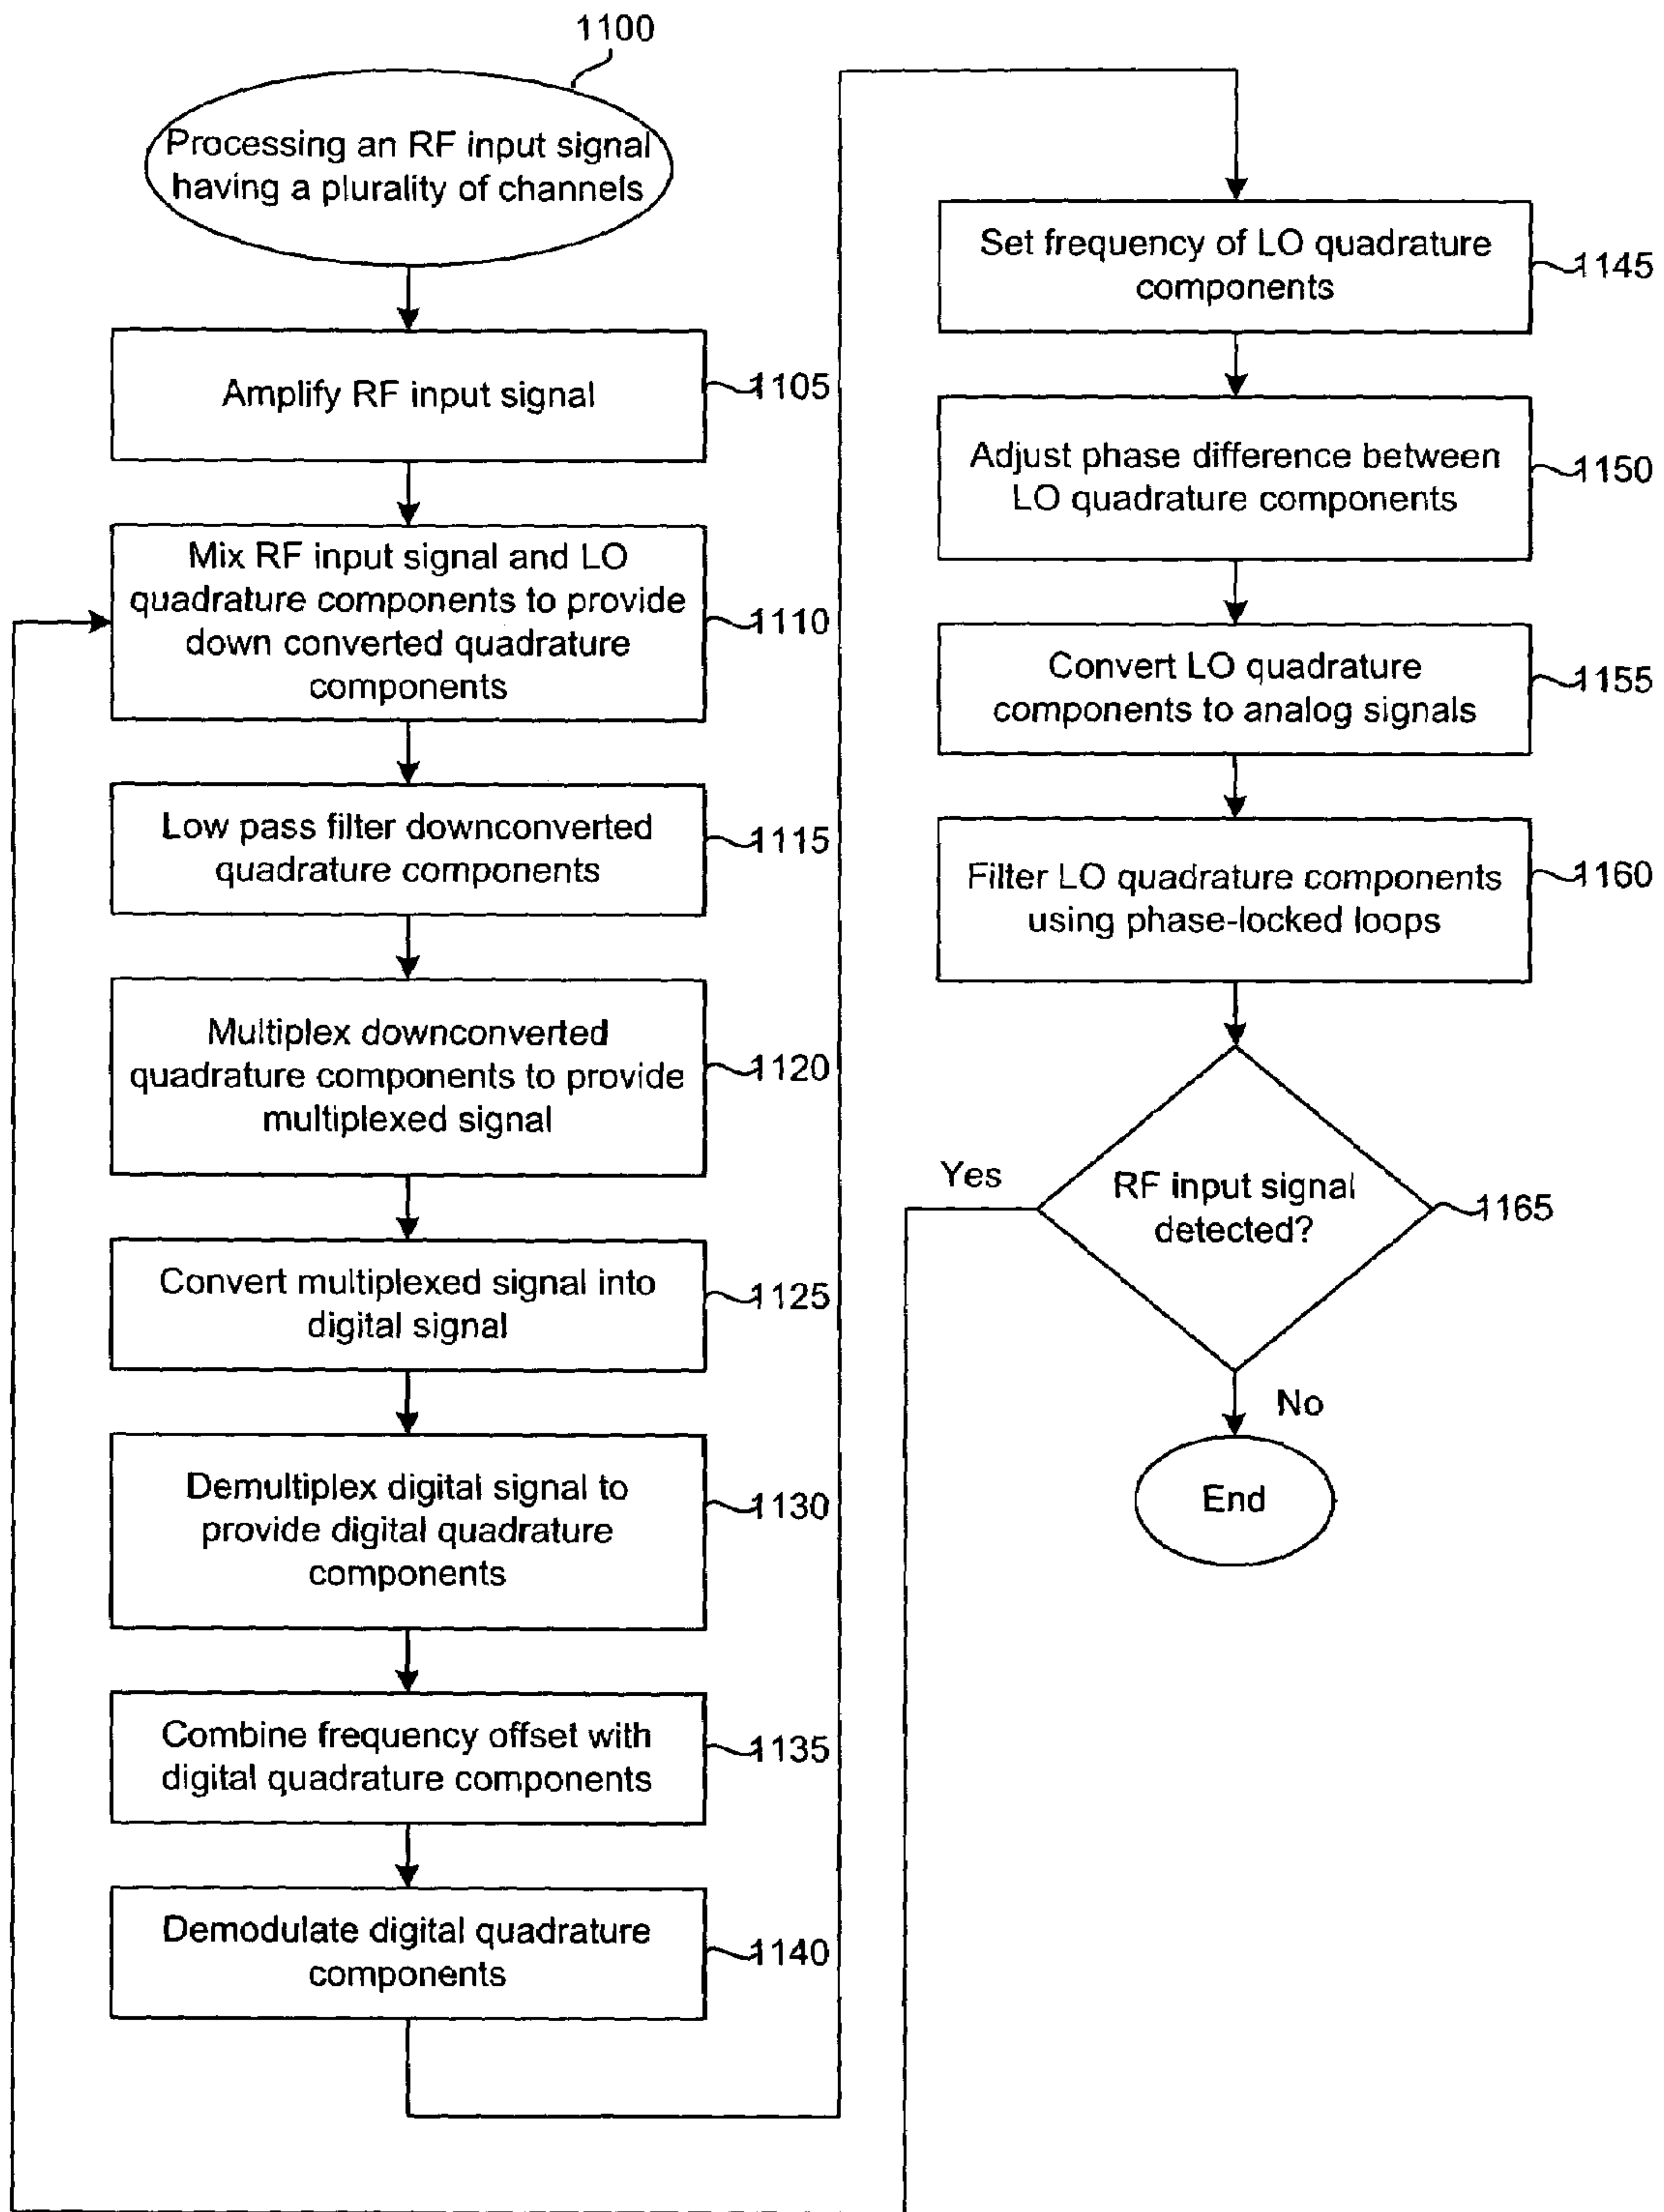 1100
Processing an RF input signal
having a plurality of channels
Amplify RF input signal
1105
Mix RF input signal and LO
quadrature components to provide
down converted quadrature
components
1110
Low pass filter downconverted
quadrature components
1115
Multiplex downconverted
quadrature components to provide
multiplexed signal
1120
Convert multiplexed signal into
digital signal
1125
Demultiplex digital signal to
provide digital quadrature
components
1130
Combine frequency offset with
digital quadrature components
1135
Demodulate digital quadrature
components
1140
Set frequency of LO quadrature
components
1145
Adjust phase difference between
LO quadrature components
1150
Convert LO quadrature
components to analog signals
1155
Filter LO quadrature components
using phase-locked loops
1160
Yes
RF input signal
detected?
1165
No
End